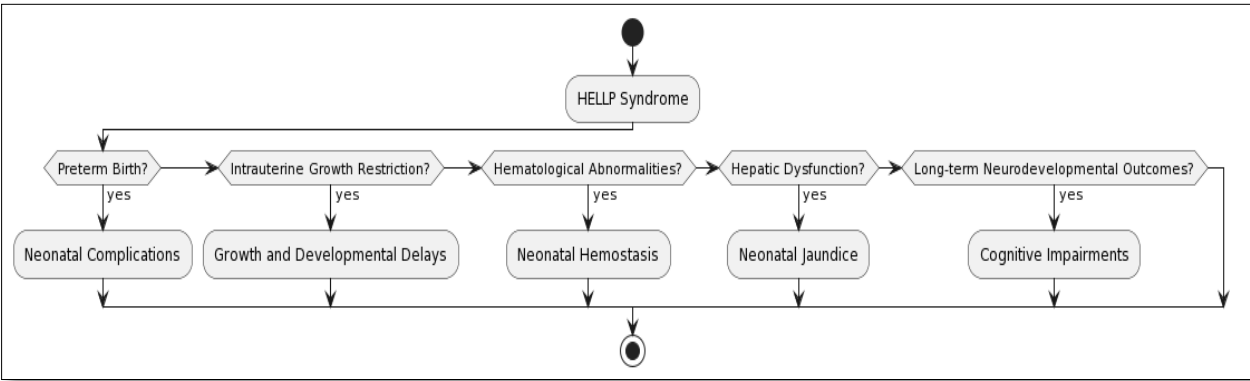 HELLP Syndrome
Preterm Birth?
Intrauterine Growth Restriction?
Hematological Abnormalities?
Hepatic Dysfunction?
Long-term Neurodevelopmental Outcomes?
yes
yes
yes
yes
yes
Neonatal Complications
Growth and Developmental Delays
Neonatal Hemostasis
Neonatal Jaundice
Cognitive Impairments